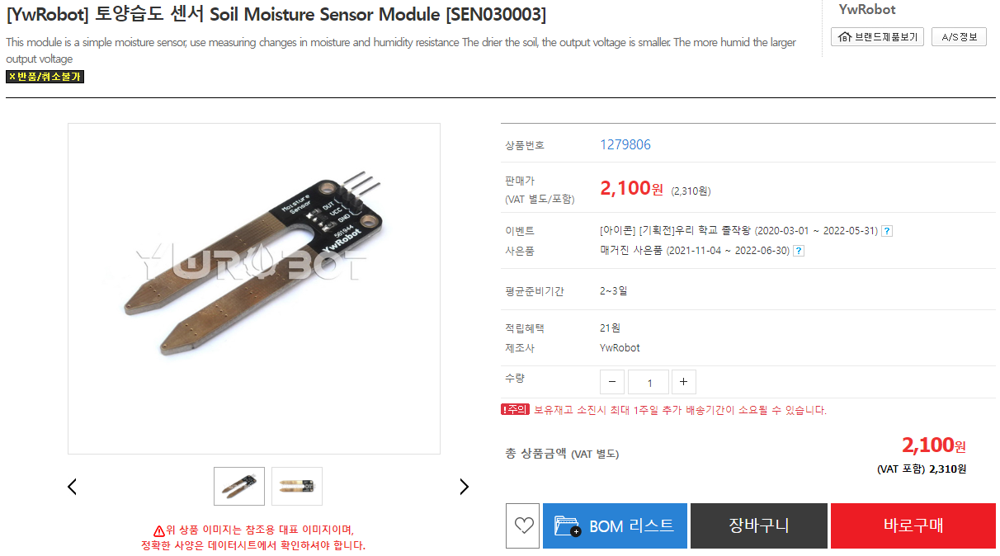 [YwRobot] 토양습도 센서 Soil Moisture Sensor Module [SEN030003]
This module is a simple moisture sensor, use measuring changes in moisture and humidity resistance The drier the soil, the output voltage is smaller. The more humid the larger
output voltage
x 반품/취소불가
YwRobot
브랜드제품보기
A/S정보
Moisture
Sensor
OUT
VCC
GND
561944
YwRobot
YWROBOT
위 상품 이미지는 참조용 대표 이미지이며,
정확한 사양은 데이터시트에서 확인하셔야 합니다.
상품번호 1279806
판매가
(VAT 별도/포함)
2,100원 (2,310원)
이벤트 [아이콘] [기획전]우리 학교 졸작왕 (2020-03-01 ~ 2022-05-31) ?
사은품 매거진 사은품 (2021-11-04 ~ 2022-06-30) ?
평균준비기간 2~3일
적립혜택 21원
제조사 YwRobot
수량 − 1 +
!주의 보유재고 소진시 최대 1주일 추가 배송기간이 소요될 수 있습니다.
총 상품금액 (VAT 별도) 2,100원
(VAT 포함) 2,310원
BOM 리스트
장바구니
바로구매